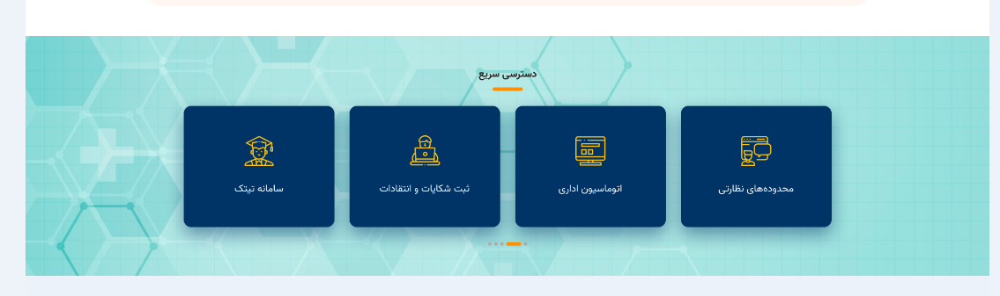 دسترسی سریع
محدوده‌های نظارتی
اتوماسیون اداری
ثبت شکایات و انتقادات
سامانه تیتک